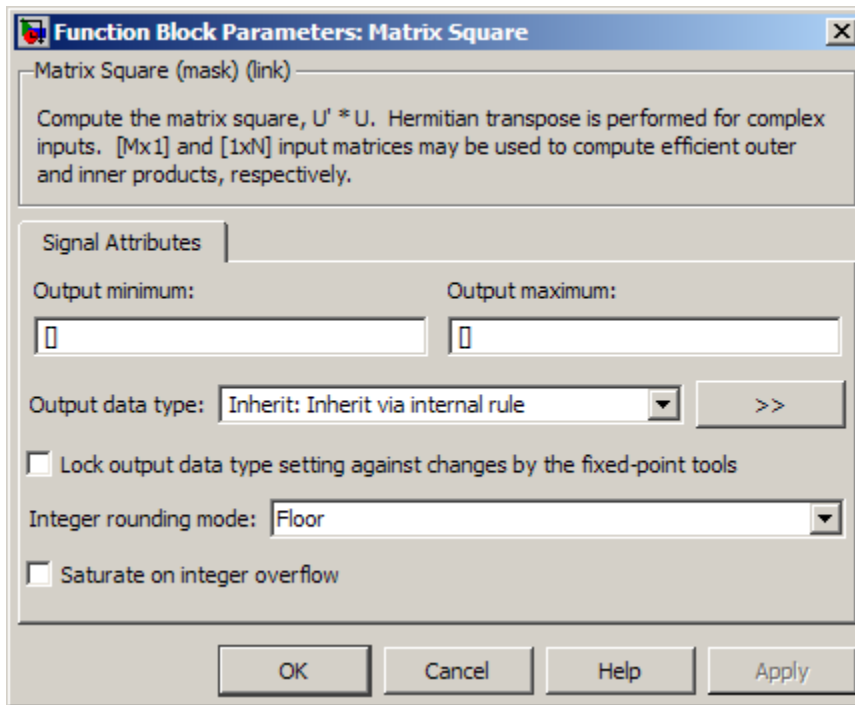 Function Block Parameters: Matrix Square
Matrix Square (mask) (link)
Compute the matrix square, U' * U. Hermitian transpose is performed for complex
inputs. [Mx1] and [1xN] input matrices may be used to compute efficient outer
and inner products, respectively.
Signal Attributes
Output minimum: Output maximum:
[] []
Output data type: Inherit: Inherit via internal rule >>
Lock output data type setting against changes by the fixed-point tools
Integer rounding mode: Floor
Saturate on integer overflow
OK Cancel Help Apply